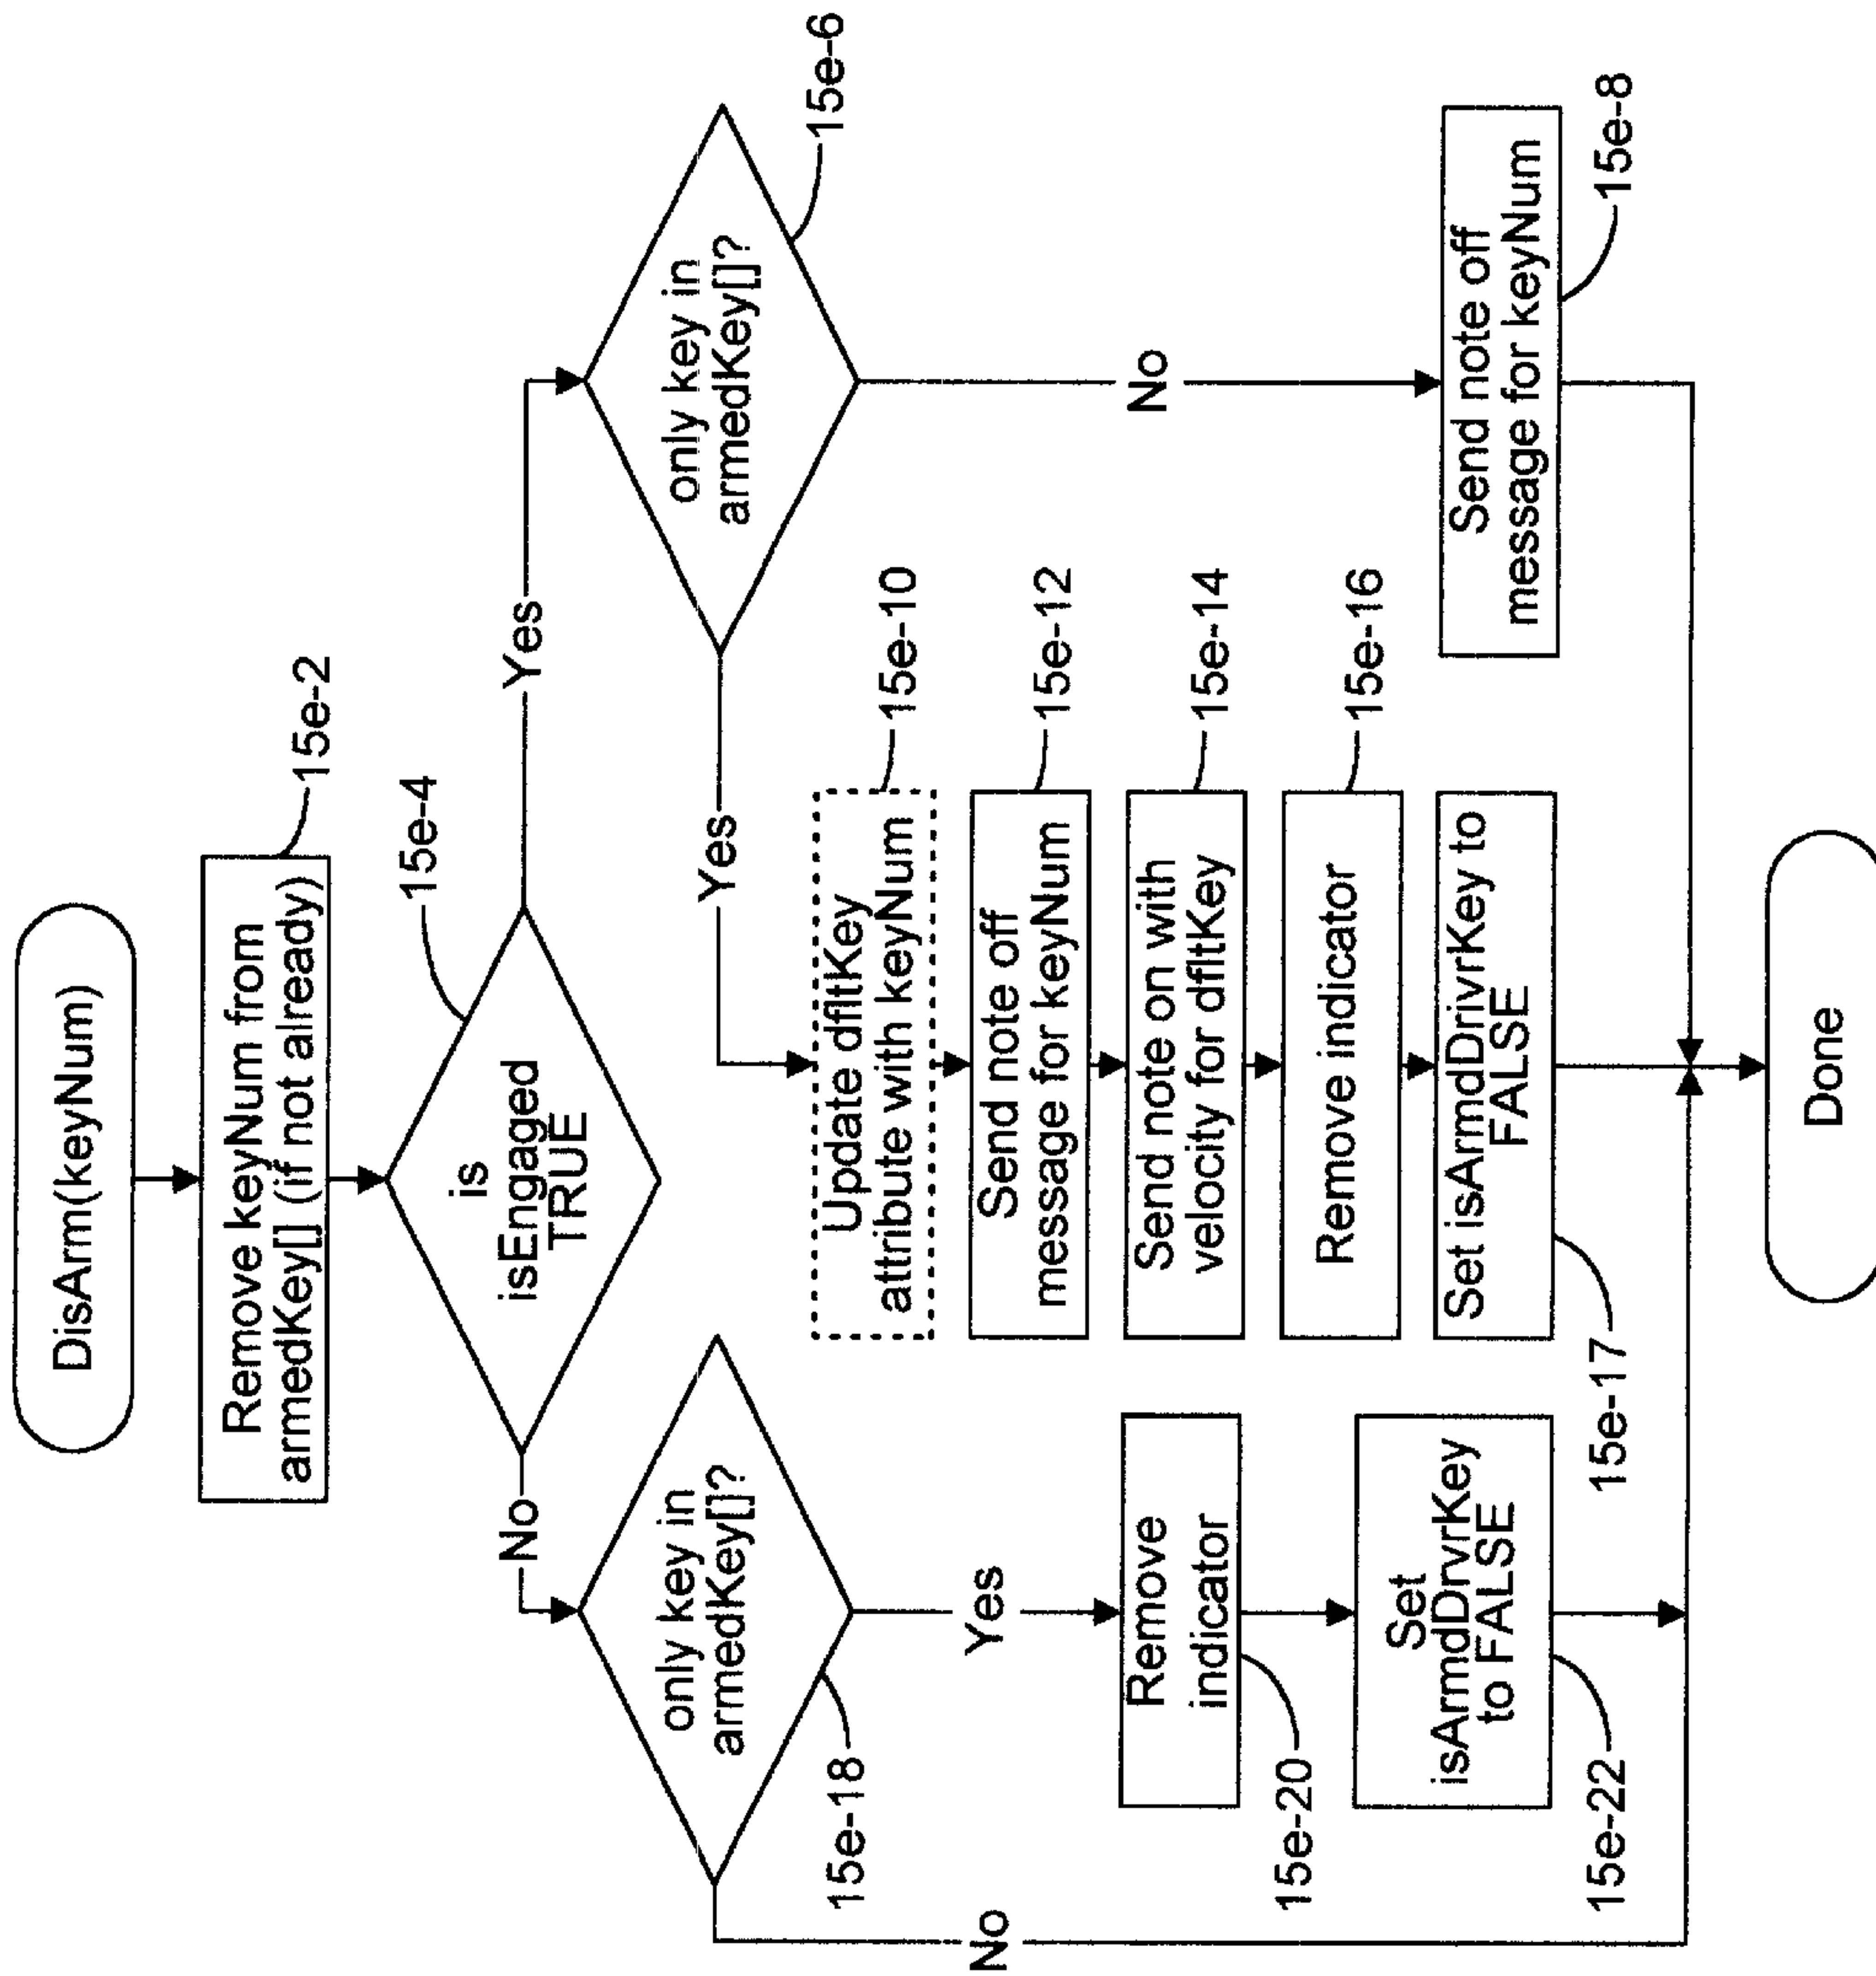 DisArm(keyNum)
Remove keyNum from
armedKey[] (if not already)
15e-2
is
isEngaged
TRUE
15e-4
No
Yes
only key in
armedKey[]?
15e-18
only key in
armedKey[]?
15e-6
Yes
Update dfltKey
attribute with keyNum
15e-10
Send note off
message for keyNum
15e-12
Send note on with
velocity for dfltKey
15e-14
Remove indicator
15e-16
Set isArmdDrivrKey to
FALSE
15e-17
No
Yes
Remove
indicator
15e-20
Set
isArmdDrvrKey
to FALSE
15e-22
No
Send note off
message for keyNum
15e-8
Done